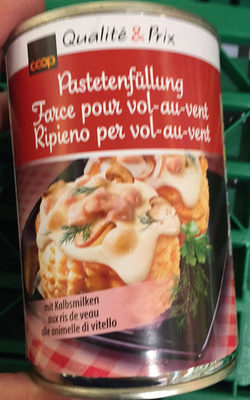 coop
Qualité & Prix
Pastetenfüllung
Farce pour vol-au-vent
Ripieno per vol-au-vent
mit Kalbsmilken
aux ris de veau
alle animelle di vitello